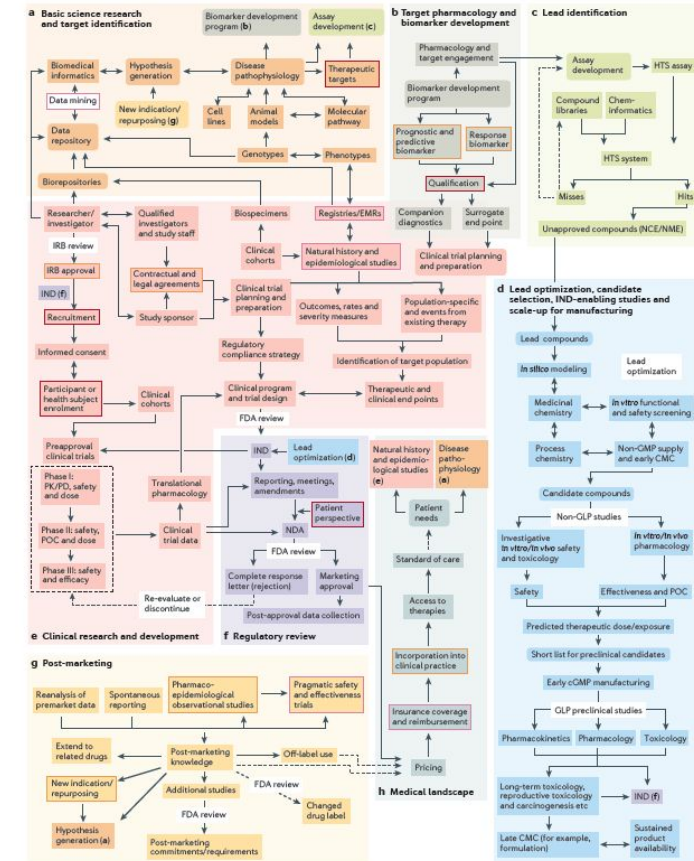 a Basic science research
and target identification
Biomarker development
program (b)
Assay
development (c)
Biomedical
informatics
Hypothesis
generation
Disease
pathophysiology
Therapeutic
targets
Data mining
New indication/
repurposing (g)
Cell
lines
Animal
models
Molecular
pathway
Data
repository
Genotypes
Phenotypes
Biorepositories
b Target pharmacology and
biomarker development
Pharmacology and
target engagement
Biomarker development
program
Prognostic and
predictive
biomarker
Response
biomarker
Qualification
Companion
diagnostics
Surrogate
end point
Clinical trial planning
and preparation
c Lead identification
Assay
development
HTS assay
Compound
libraries
Chem-
informatics
HTS system
Misses
Hits
Unapproved compounds (NCE/NME)
Researcher/
investigator
Qualified
investigators
and study staff
Biospecimens
Registries/EMRs
IRB review
Clinical
cohorts
Natural history and
epidemiological studies
IRB approval
Contractual and
legal agreements
IND (f)
Clinical trial
planning and
preparation
Outcomes, rates and
severity measures
Population-specific
and events from
existing therapy
Recruitment
Study sponsor
Informed consent
Regulatory
compliance strategy
Identification of target population
Participant or
health subject
enrolment
Clinical
cohorts
Clinical program
and trial design
Therapeutic and
clinical end points
FDA review
Preapproval
clinical trials
Phase I:
PK/PD, safety
and dose
Phase II: safety,
POC and dose
Phase III: safety
and efficacy
Translational
pharmacology
Clinical
trial data
Re-evaluate or
discontinue
e Clinical research and development
IND
Lead
optimization (d)
Reporting, meetings,
amendments
Patient
perspective
NDA
FDA review
Complete response
letter (rejection)
Marketing
approval
Post-approval data collection
f Regulatory review
Natural history
and epidemio-
logical studies
(e)
Disease
patho-
physiology
(a)
Patient
needs
Standard of care
Access to
therapies
Incorporation into
clinical practice
Insurance coverage
and reimbursement
Pricing
h Medical landscape
d Lead optimization, candidate
selection, IND-enabling studies and
scale-up for manufacturing
Lead compounds
Lead
optimization
in silico modeling
Medicinal
chemistry
in vitro functional
and safety screening
Process
chemistry
Non-GMP supply
and early CMC
Candidate compounds
Non-GLP studies
Investigative
in vitro/in vivo safety
and toxicology
in vitro/in vivo
pharmacology
Safety
Effectiveness and POC
Predicted therapeutic dose/exposure
Short list for preclinical candidates
Early cGMP manufacturing
GLP preclinical studies
Pharmacokinetics
Pharmacology
Toxicology
Long-term toxicology,
reproductive toxicology
and carcinogenesis etc
IND (f)
Late CMC (for example,
formulation)
Sustained
product
availability
g Post-marketing
Reanalysis of
premarket data
Spontaneous
reporting
Pharmaco-
epidemiological
observational studies
Pragmatic safety
and effectiveness
trials
Extend to
related drugs
Post-marketing
knowledge
Off-label use
New indication/
repurposing
Additional studies
FDA review
FDA review
Changed
drug label
Hypothesis
generation (a)
Post-marketing
commitments/requirements